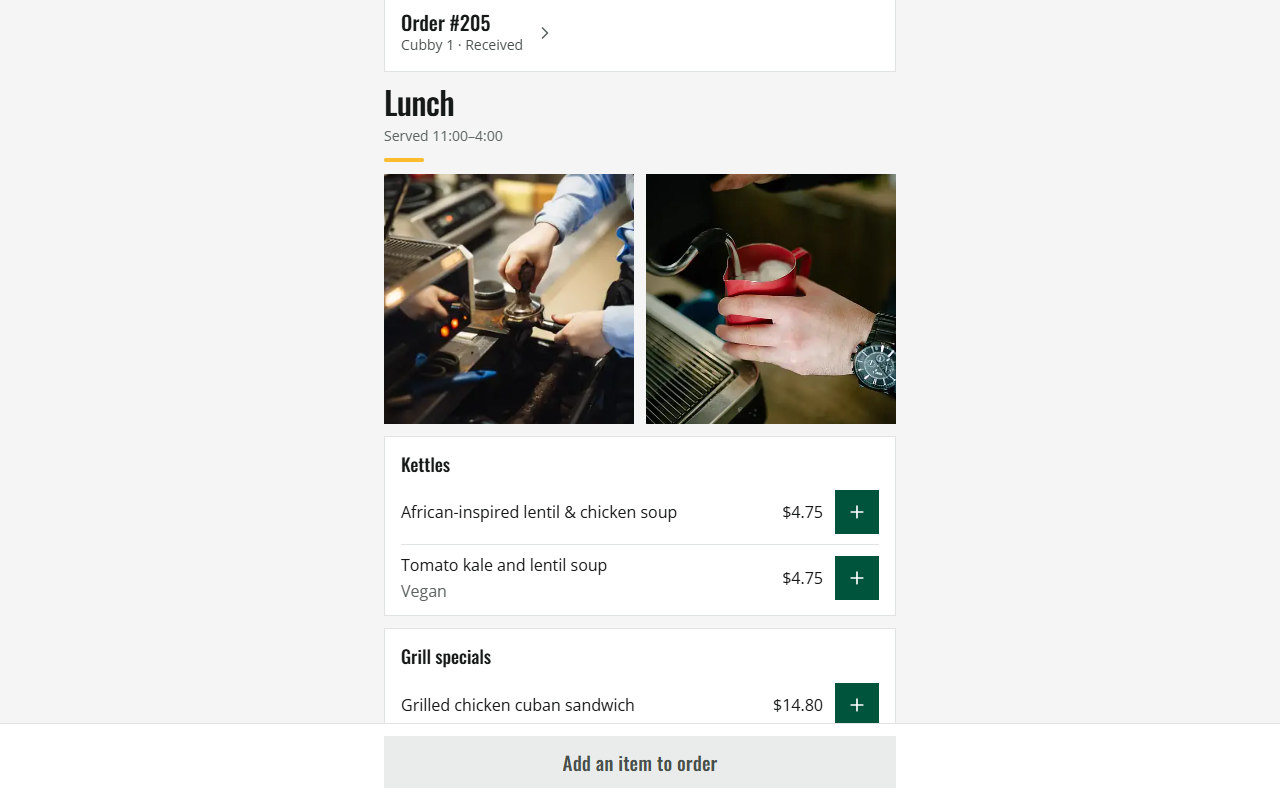 Order #205
Cubby 1 · Received
Lunch
Served 11:00–4:00
Kettles
African-inspired lentil & chicken soup $4.75
Tomato kale and lentil soup
Vegan
$4.75
Grill specials
Grilled chicken cuban sandwich $14.80
Add an item to order